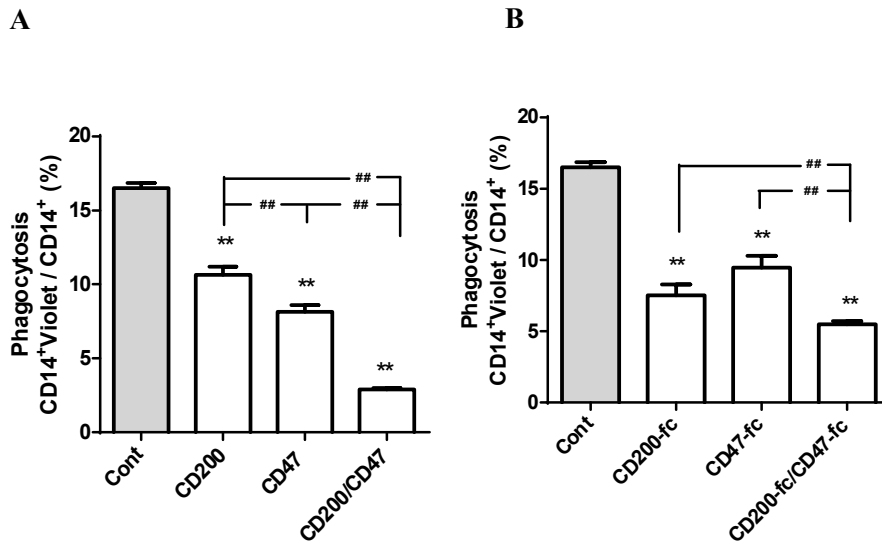 A
Phagocytosis
CD14⁺Violet / CD14⁺ (%)
20
15
10
5
0
##
##
##
**
**
**
Cont
CD200
CD47
CD200/CD47
B
Phagocytosis
CD14⁺Violet / CD14⁺ (%)
20
15
10
5
0
##
##
**
**
**
Cont
CD200-fc
CD47-fc
CD200-fc/CD47-fc